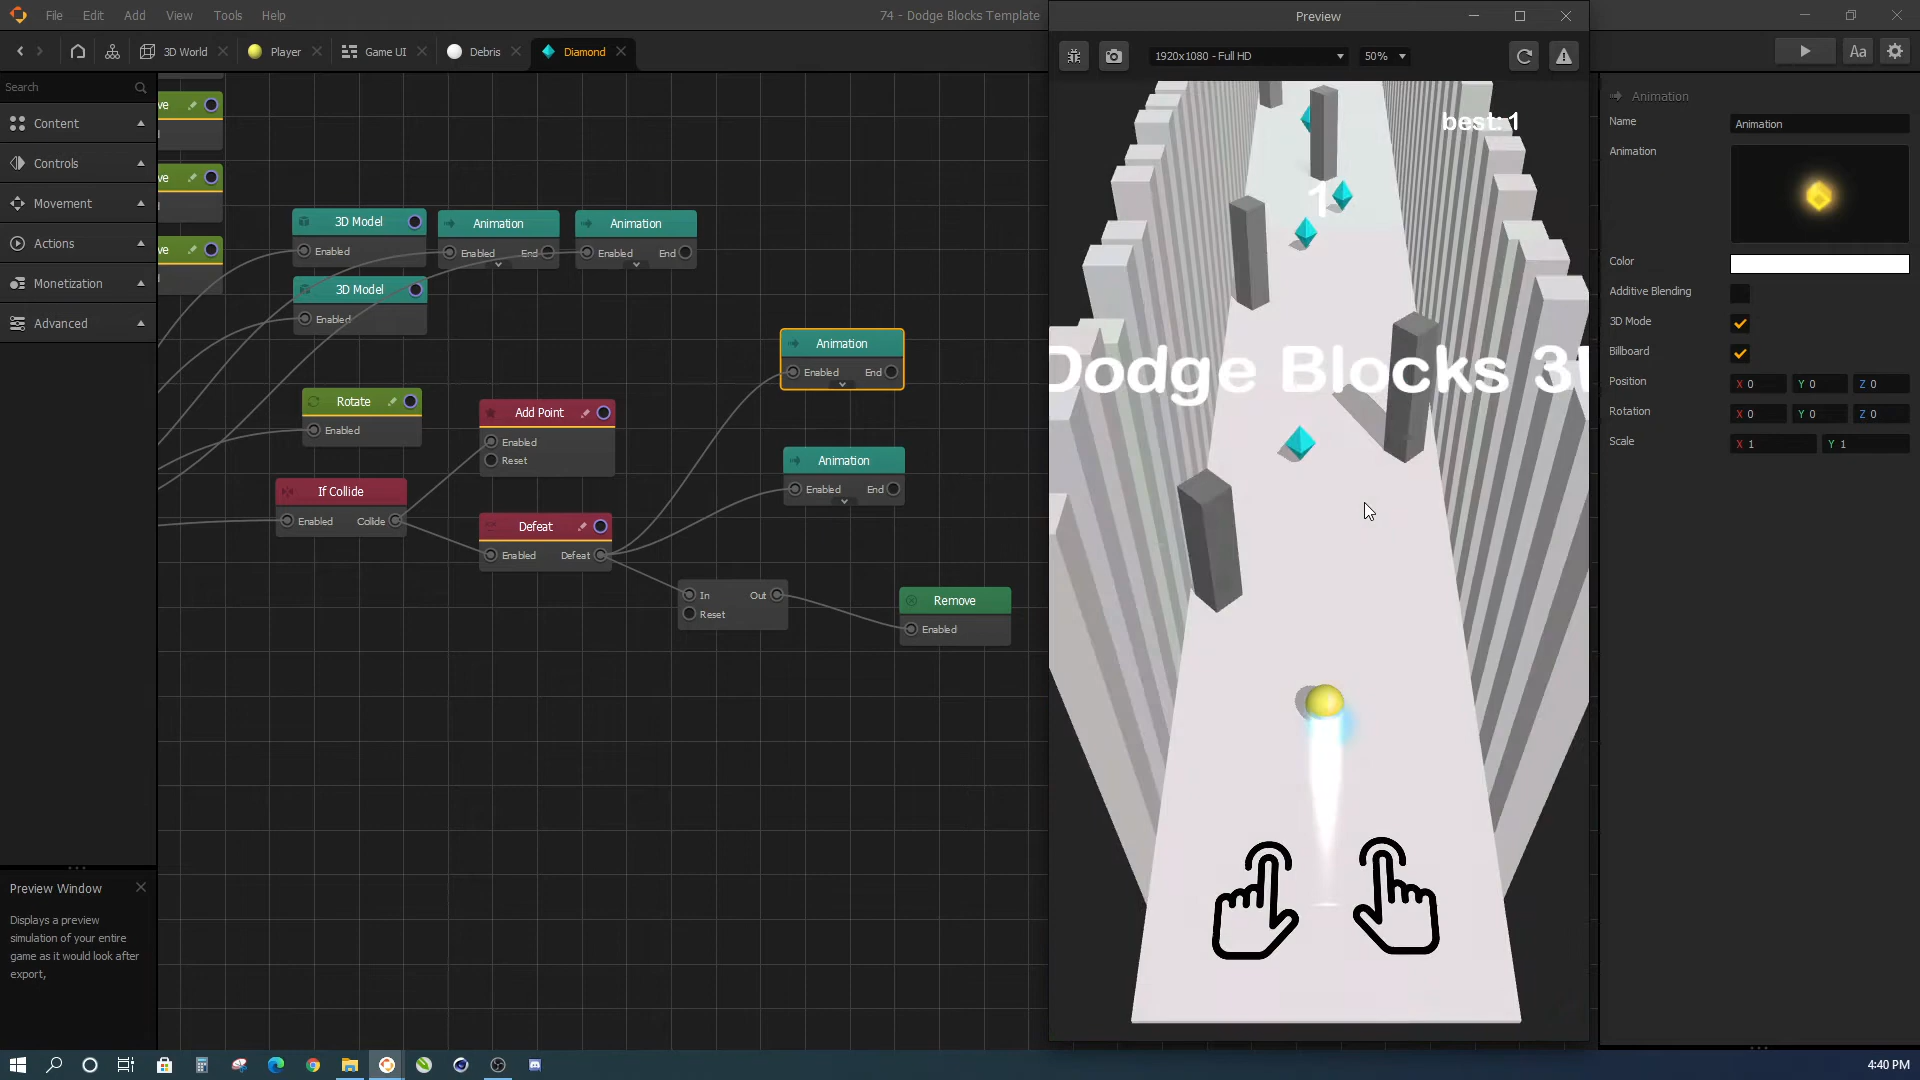 File Edit View Tools Help
74 - Dodge Blocks Template
Preview
3D World Player Game UI Debris Diamond
1920x1080 - Full HD
50%
Aa
Search
Content
Controls
Movement
Actions
Monetization
Advanced
ve
ve
ve
3D Model
Enabled
Animation
Enabled End
Animation
Enabled End
3D Model
Enabled
Animation
Enabled End
Rotate
Enabled
Add Point
Enabled
Reset
Animation
Enabled End
If Collide
Enabled Collide
Defeat
Enabled Defeat
In Out
Reset
Remove
Enabled
best: 1
1
Dodge Blocks 3
Animation
Name Animation
Animation
Color
Additive Blending
3D Mode
Billboard
Position X 0 Y 0 Z 0
Rotation X 0 Y 0 Z 0
Scale X 1 Y 1
Preview Window
Displays a preview
simulation of your entire
game as it would look after
export,
4:40 PM